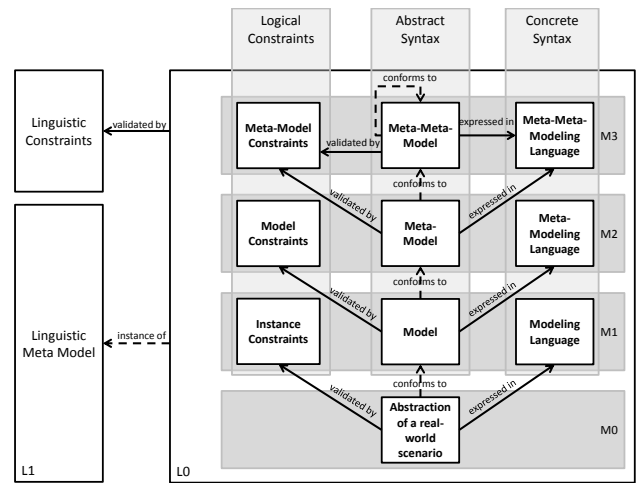 Logical
Constraints
Abstract
Syntax
Concrete
Syntax
conforms to
Linguistic
Constraints
validated by
Meta-Model
Constraints
validated by
Meta-Meta-
Model
expressed in
Meta-Meta-
Modeling
Language
M3
validated by
conforms to
expressed in
Model
Constraints
Meta-
Model
Meta-
Modeling
Language
M2
validated by
conforms to
expressed in
Linguistic
Meta Model
instance of
Instance
Constraints
Model
Modeling
Language
M1
validated by
conforms to
expressed in
Abstraction
of a real-
world
scenario
M0
L1
L0